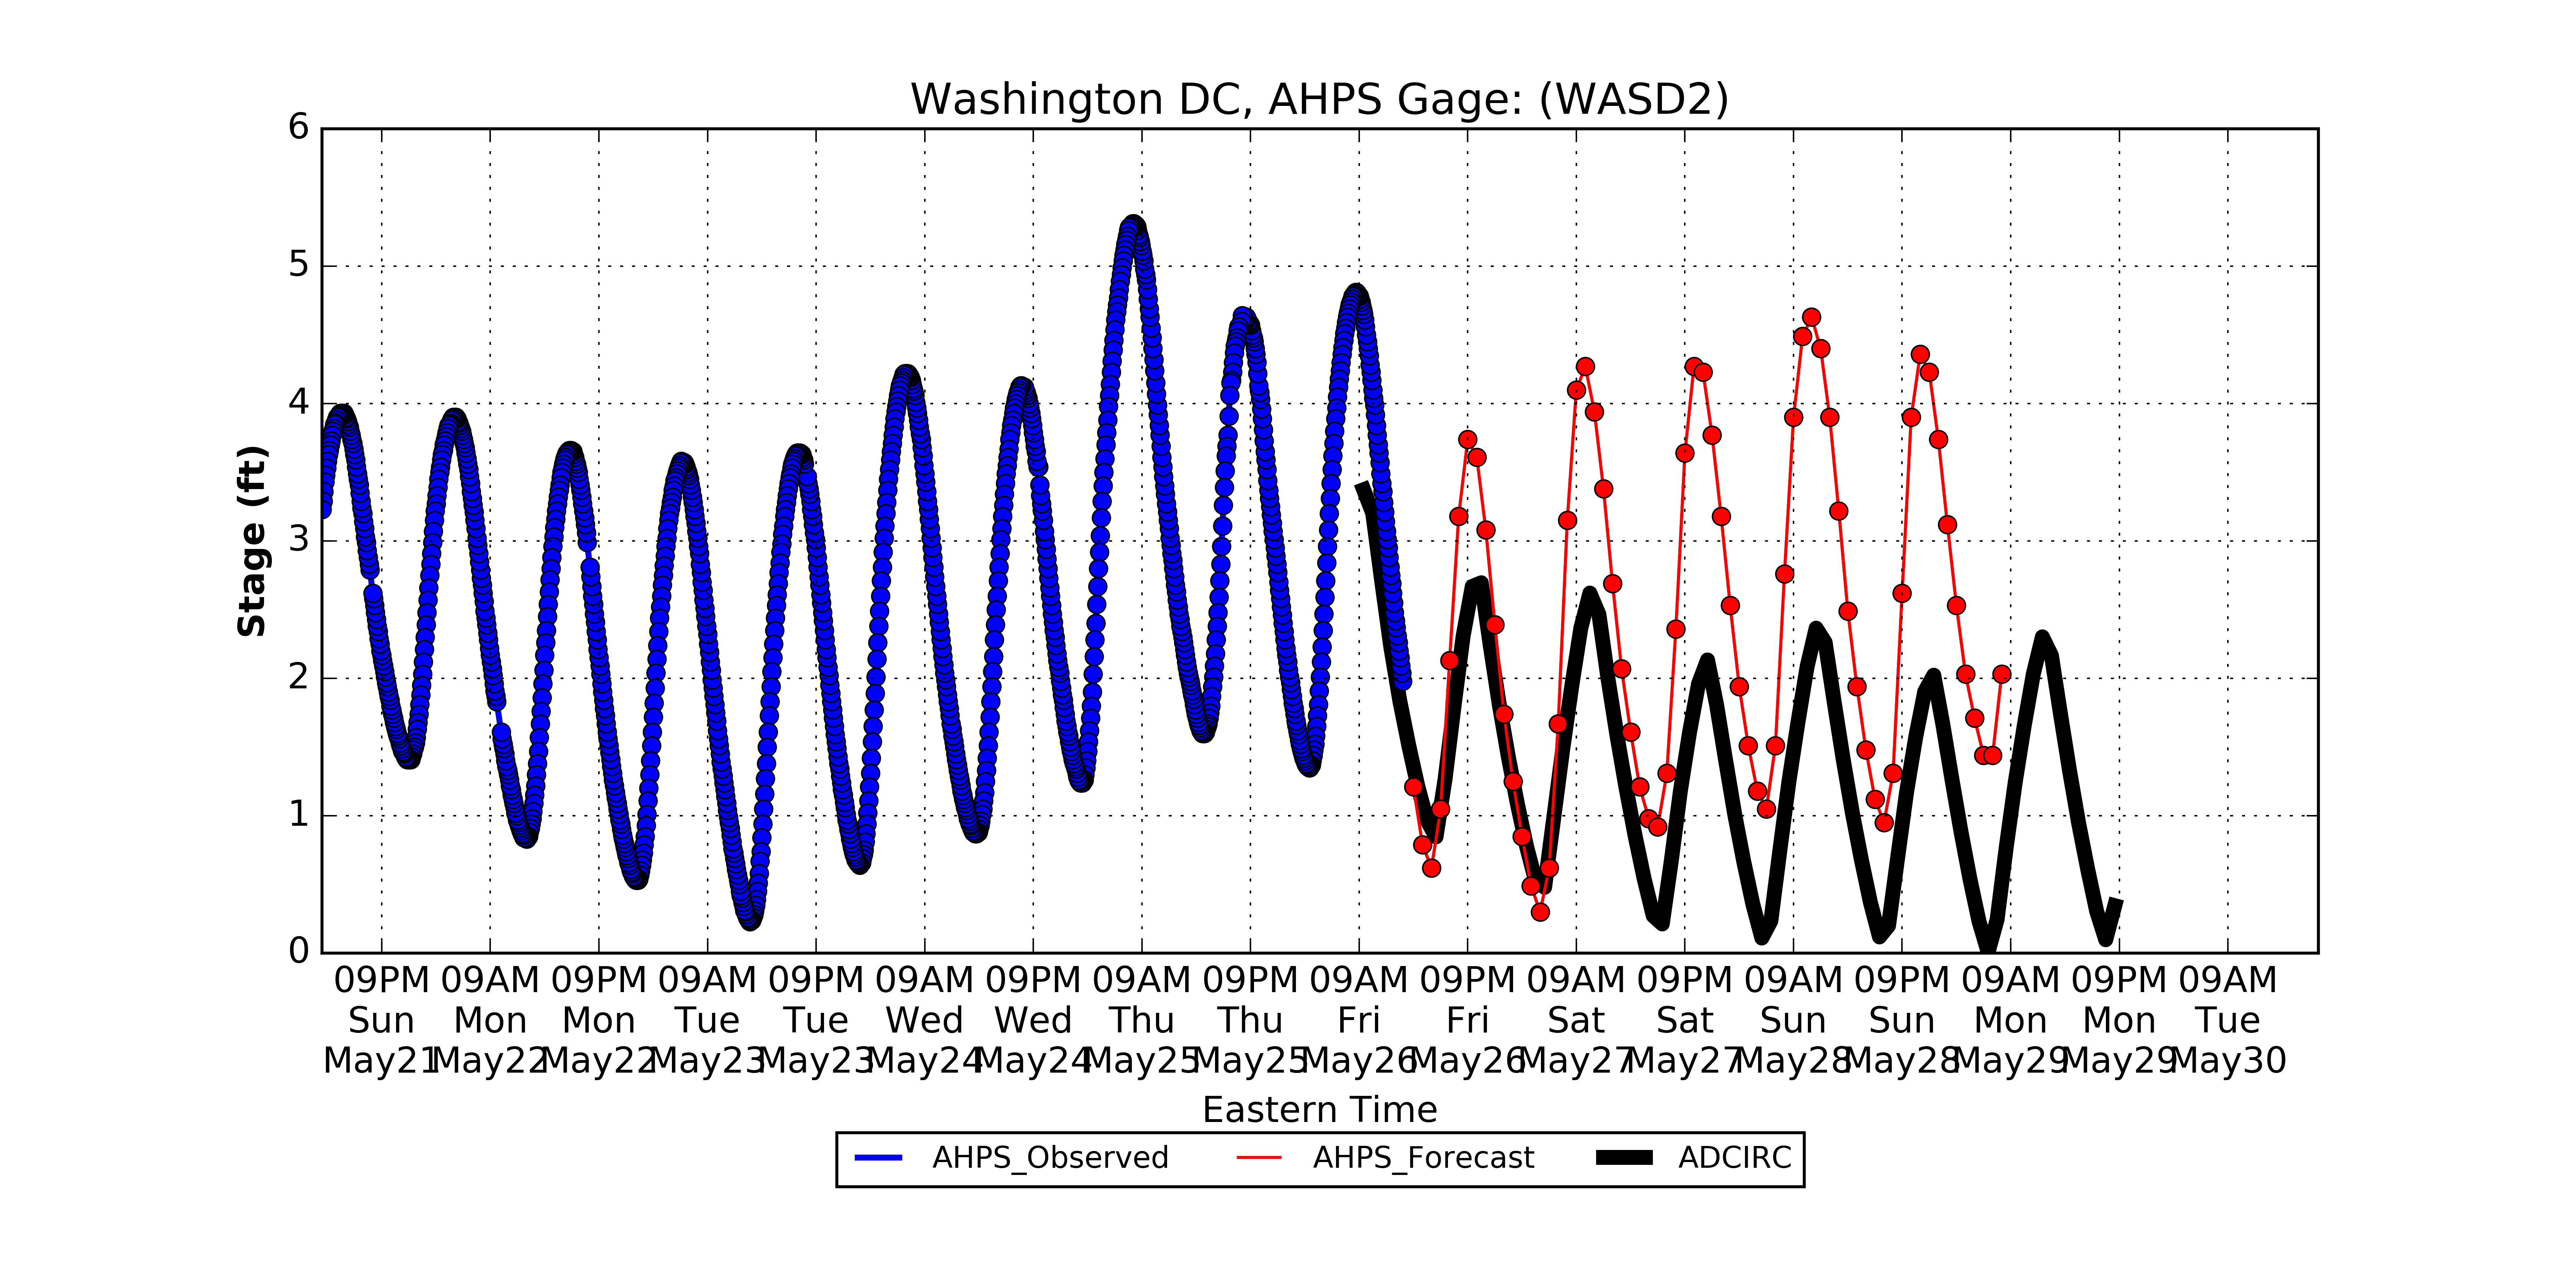 Washington DC, AHPS Gage: (WASD2)
6
5
4
3
2
1
0
Stage (ft)
09PM 09AM 09PM 09AM 09PM 09AM 09PM 09AM 09PM 09AM 09PM 09AM 09PM 09AM 09PM 09AM 09PM 09AM
Sun Mon Mon Tue Tue Wed Wed Thu Thu Fri Fri Sat Sat Sun Sun Mon Mon Tue
May21 May22 May22 May23 May23 May24 May24 May25 May25 May26 May26 May27 May27 May28 May28 May29 May29 May30
Eastern Time
AHPS_Observed AHPS_Forecast ADCIRC